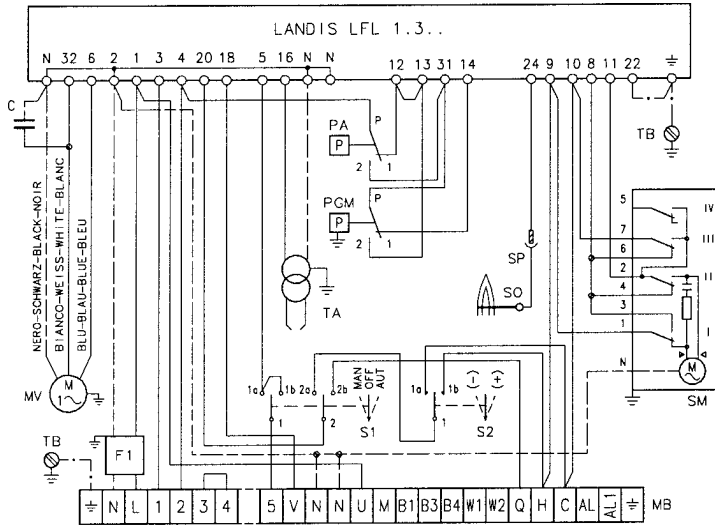 LANDIS LFL 1.3..
N 32 6 2 1 3 4 20 18 5 16 N N 12 13 31 14 24 9 10 8 11 22
C
TB
PA
P
P
2 1
PGM
P
P
2 1
NERO-SCHWARZ-BLACK-NOIR
BIANCO-WEISS-WHITE-BLANC
BLU-BLAU-BLUE-BLEU
TA
SP
SO
5 IV
7 III
6
2 II
4
3
1 I
N
M
SM
MV
M
1~
1a 1b 2a 2b
MAN
OFF
AUT
1 2
S1
1a 1b
(-)
(+)
1
S2
TB
F1
N L 1 2 3 4 5 V N N U M B1 B3 B4 W1 W2 Q H C AL AL1
MB